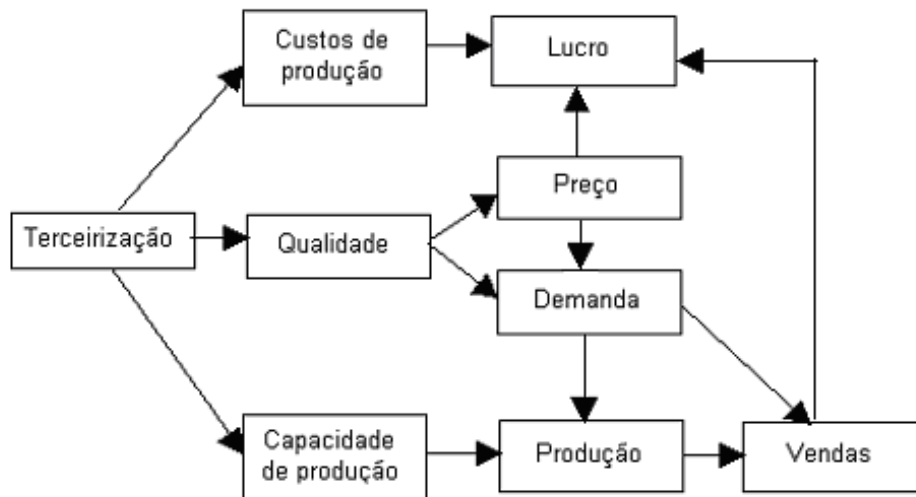 Custos de
produção
Lucro
Preço
Terceirização
Qualidade
Demanda
Capacidade
de produção
Produção
Vendas